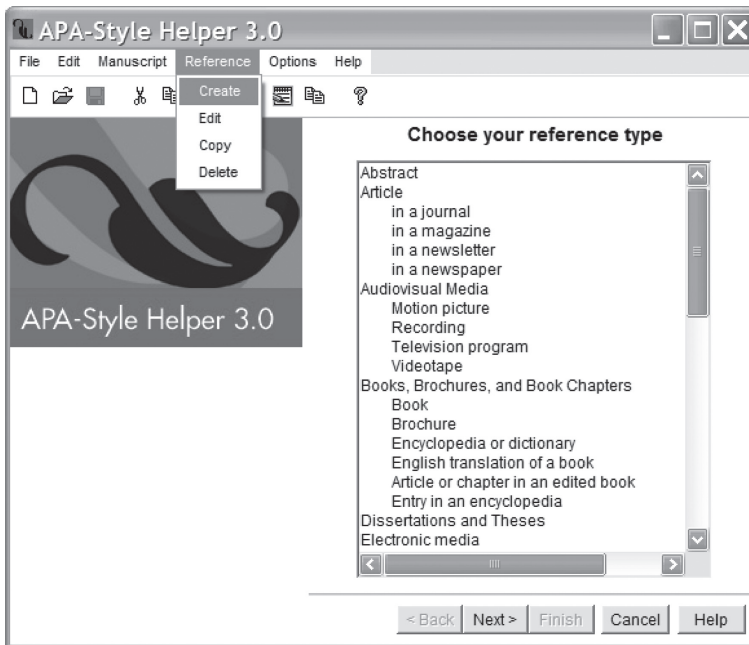 APA-Style Helper 3.0
File Edit Manuscript Reference Options Help
Create
Edit
Copy
Delete
APA-Style Helper 3.0
Choose your reference type
Abstract
Article
in a journal
in a magazine
in a newsletter
in a newspaper
Audiovisual Media
Motion picture
Recording
Television program
Videotape
Books, Brochures, and Book Chapters
Book
Brochure
Encyclopedia or dictionary
English translation of a book
Article or chapter in an edited book
Entry in an encyclopedia
Dissertations and Theses
Electronic media
< Back Next > Finish Cancel Help